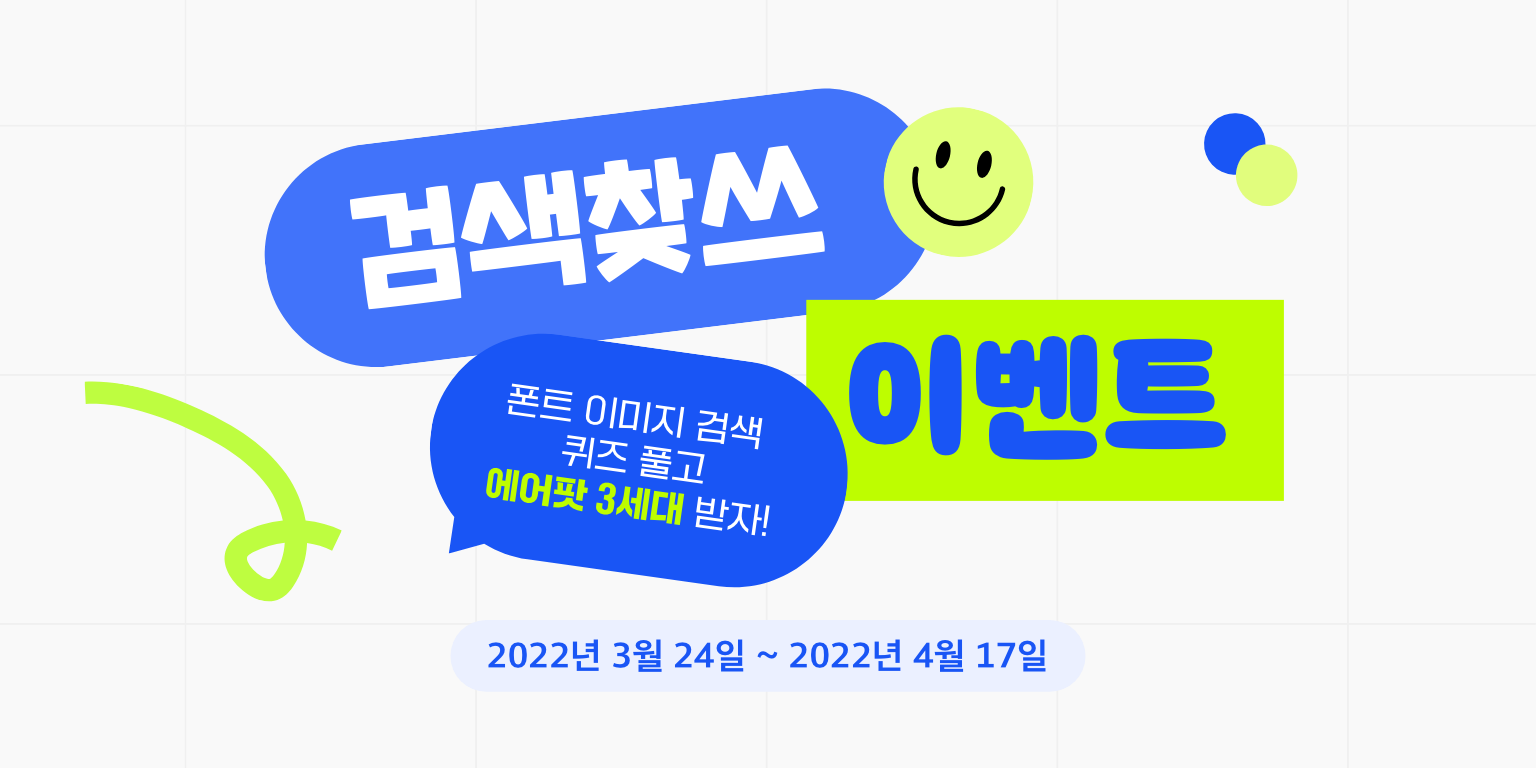 검색찾쓰
이벤트
폰트 이미지 검색
퀴즈 풀고
에어팟 3세대 받자!
2022년 3월 24일 ~ 2022년 4월 17일